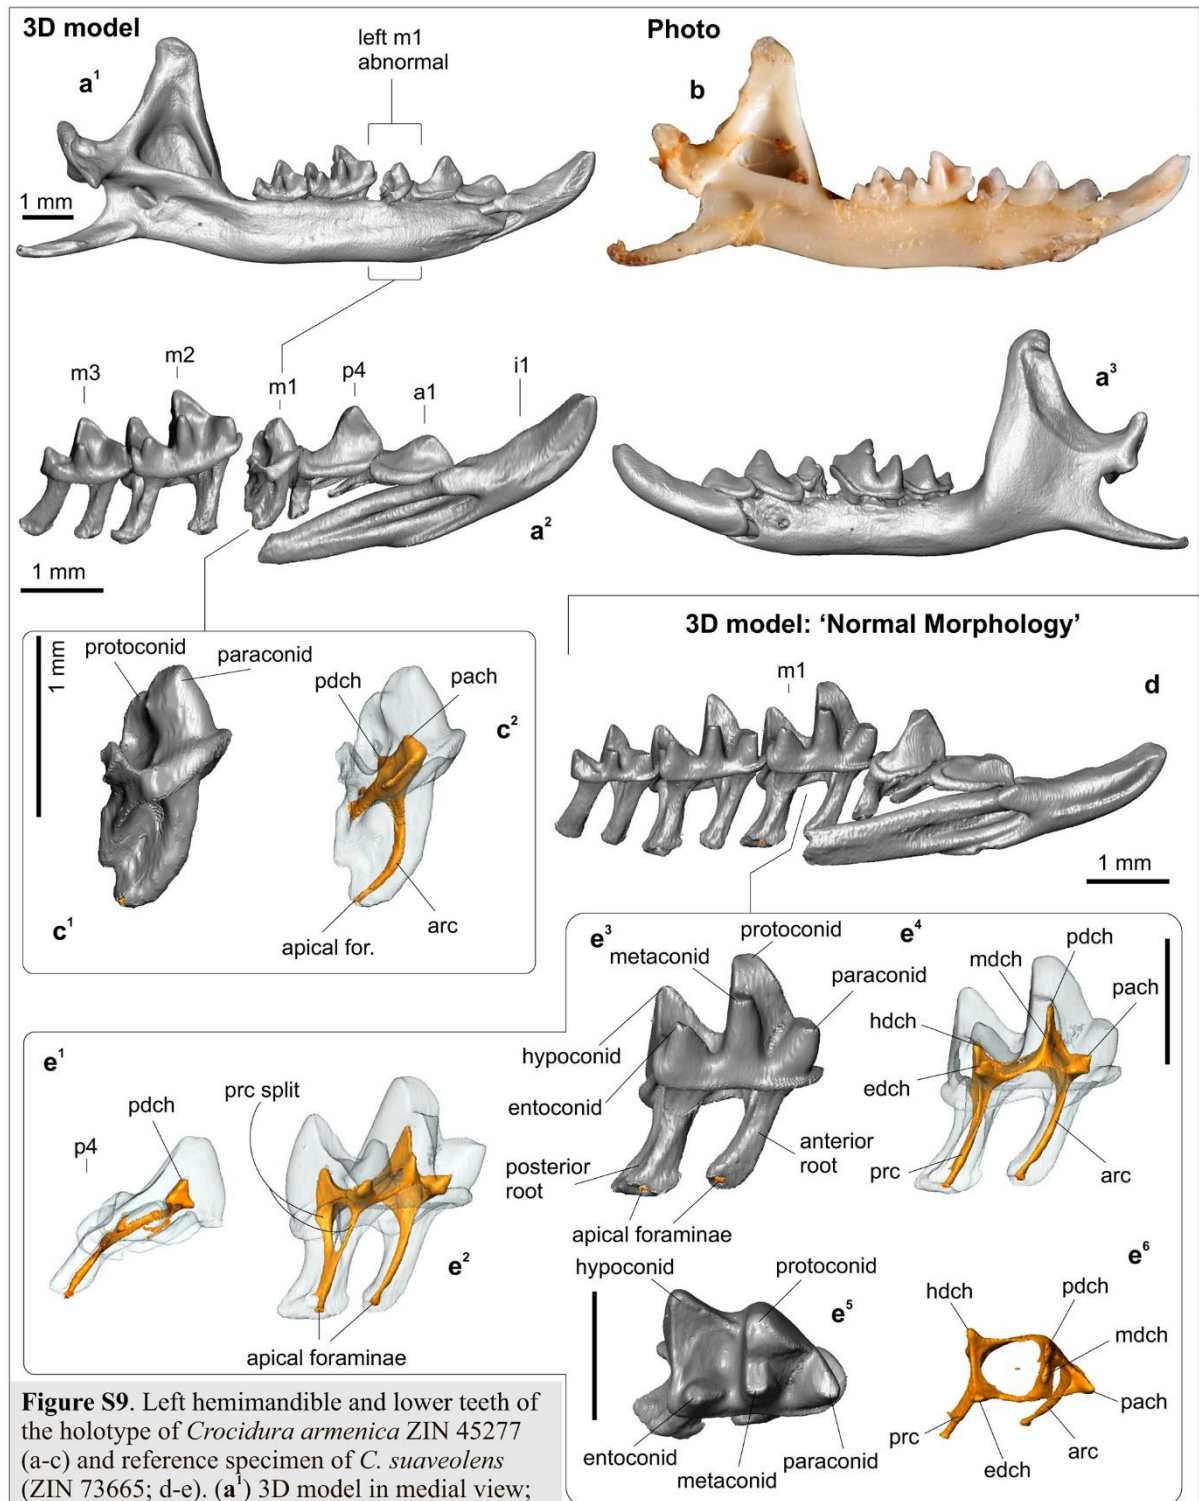 3D model
left m1
abnormal
Photo
a¹
b
1 mm
m3
m2
m1
p4
a1
i1
a²
a³
1 mm
3D model: ‘Normal Morphology’
1 mm
protoconid
paraconid
pdch
pach
c¹
c²
arc
apical for.
m1
d
1 mm
e³
protoconid
metaconid
paraconid
hypoconid
entoconid
posterior
root
anterior
root
apical foraminae
e⁴
pdch
mdch
pach
hdch
edch
prc
arc
e¹
pdch
p4
prc split
e²
apical foraminae
hypoconid
protoconid
e⁵
entoconid
metaconid
paraconid
e⁶
hdch
pdch
mdch
pach
prc
arc
edch
Figure S9. Left hemimandible and lower teeth of
the holotype of Crocidura armenica ZIN 45277
(a-c) and reference specimen of C. suaveolens
(ZIN 73665; d-e). (a¹) 3D model in medial view;